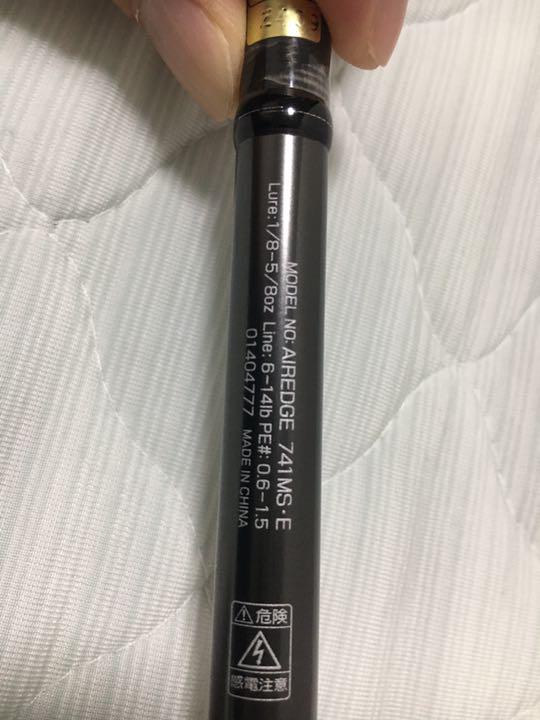 MODEL NO: AIREDGE 741MS・E
Lure:1/8-5/8oz Line: 6-14lb PE#: 0.6-1.5
01404777 MADE IN CHINA
危険
感電注意